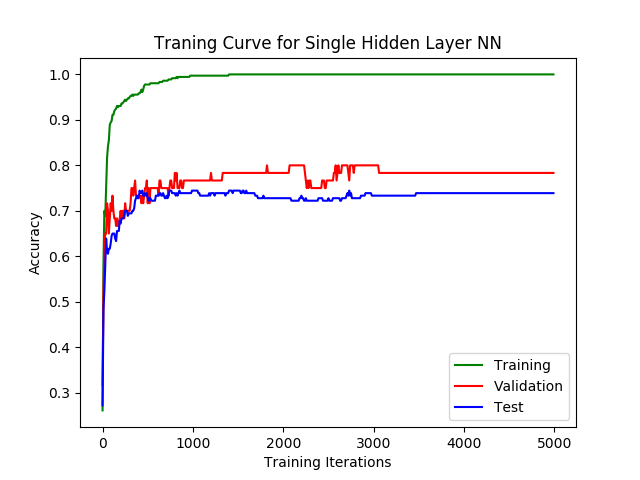 Traning Curve for Single Hidden Layer NN
1.0
0.9
0.8
0.7
0.6
0.5
0.4
0.3
Accuracy
0 1000 2000 3000 4000 5000
Training Iterations
Training
Validation
Test